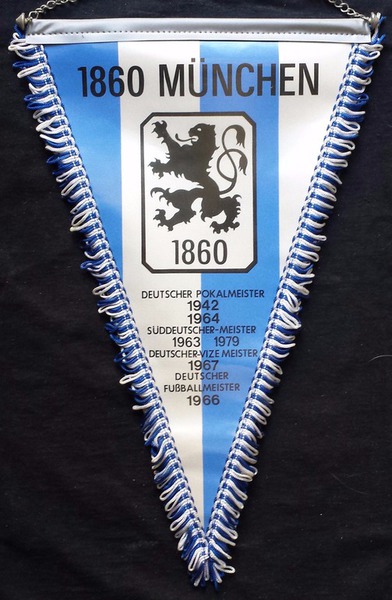 1860 MÜNCHEN
1860
DEUTSCHER POKALMEISTER
1942
1964
SÜDDEUTSCHER-MEISTER
1963 1979
DEUTSCHER-VIZE MEISTER
1967
DEUTSCHER
FUßBALLMEISTER
1966